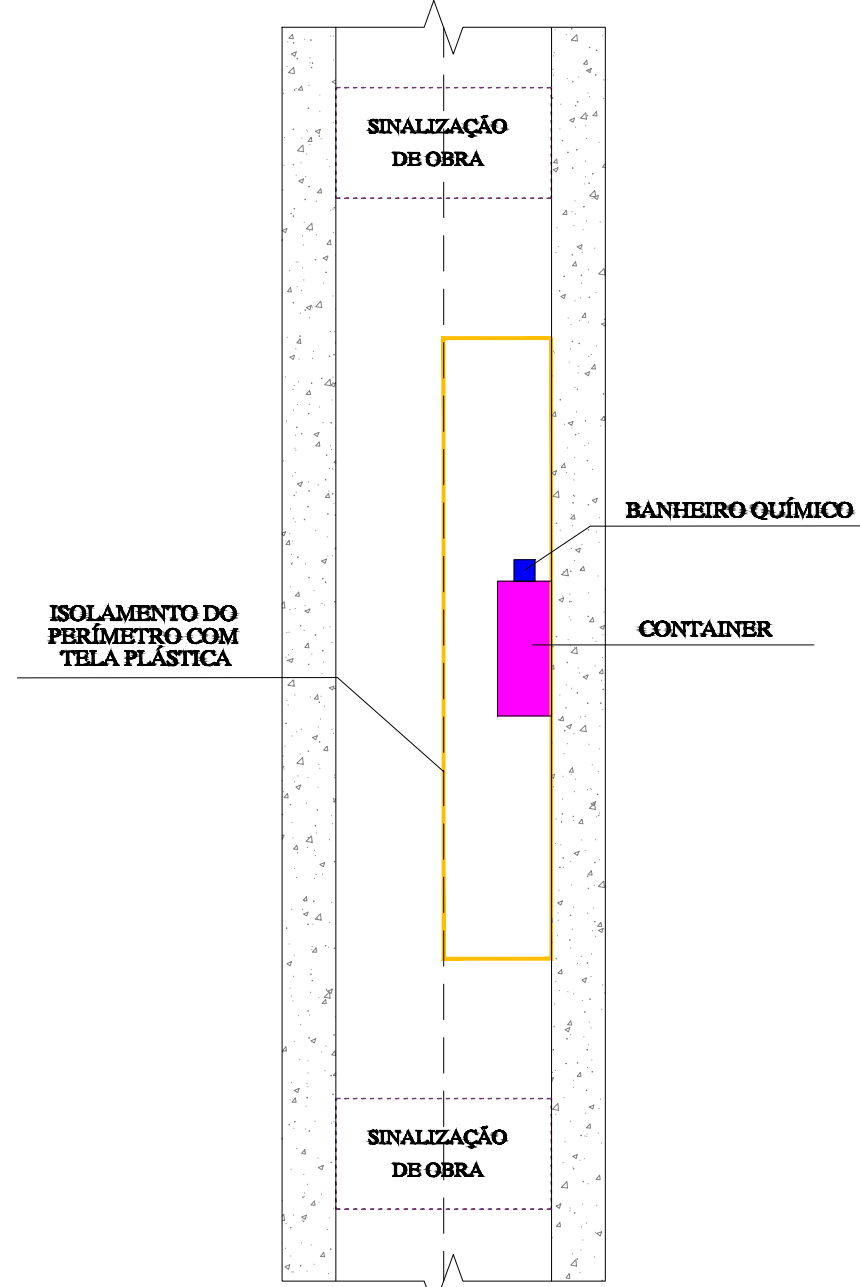 SINALIZAÇÃO
DE OBRA
BANHEIRO QUÍMICO
ISOLAMENTO DO
PERÍMETRO COM
TELA PLÁSTICA
CONTAINER
SINALIZAÇÃO
DE OBRA